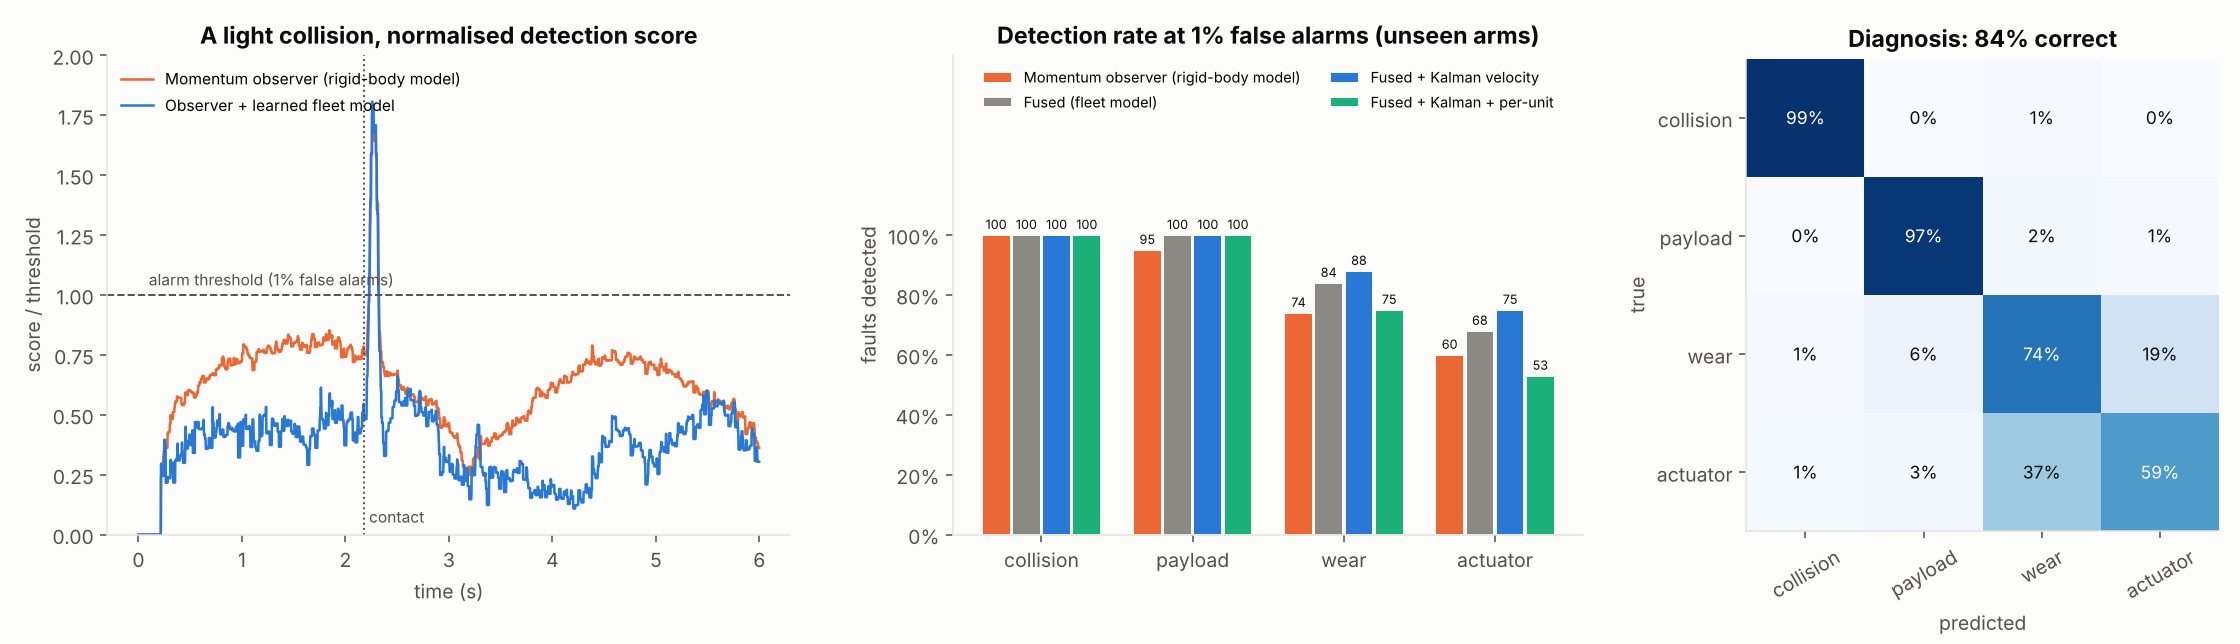 A light collision, normalised detection score
Momentum observer (rigid-body model)
Observer + learned fleet model
alarm threshold (1% false alarms)
contact
score / threshold
2.00
1.75
1.50
1.25
1.00
0.75
0.50
0.25
0.00
0 1 2 3 4 5 6
time (s)
Detection rate at 1% false alarms (unseen arms)
Momentum observer (rigid-body model)
Fused (fleet model)
Fused + Kalman velocity
Fused + Kalman + per-unit
faults detected
100%
80%
60%
40%
20%
0%
100 100 100 100
95 100 100 100
74 84 88 75
60 68 75 53
collision payload wear actuator
Diagnosis: 84% correct
true
collision 99% 0% 1% 0%
payload 0% 97% 2% 1%
wear 1% 6% 74% 19%
actuator 1% 3% 37% 59%
collision payload wear actuator
predicted